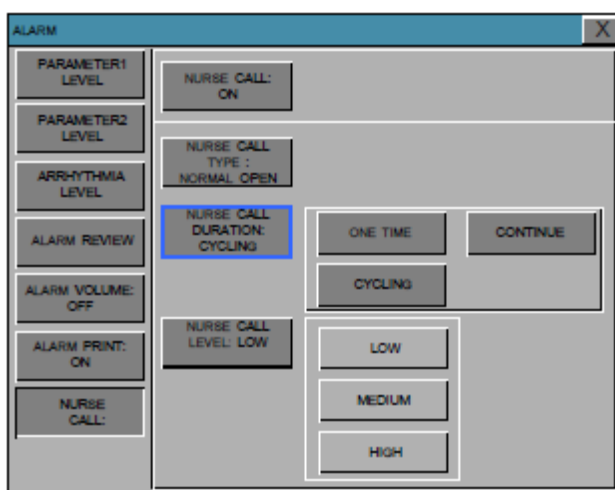 ALARM
X
PARAMETER1
LEVEL
PARAMETER2
LEVEL
ARRHYTHMIA
LEVEL
ALARM REVIEW
ALARM VOLUME:
OFF
ALARM PRINT:
ON
NURSE
CALL:
NURSE CALL:
ON
NURSE CALL
TYPE :
NORMAL OPEN
NURSE CALL
DURATION:
CYCLING
ONE TIME
CONTINUE
CYCLING
NURSE CALL
LEVEL: LOW
LOW
MEDIUM
HIGH